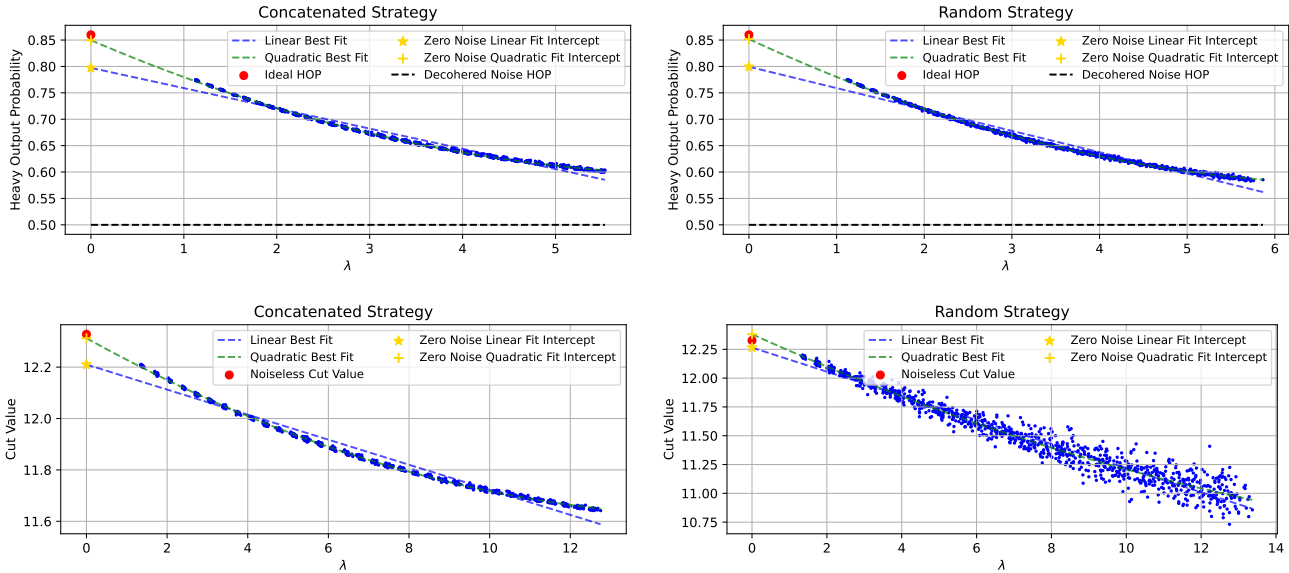 Concatenated Strategy
Heavy Output Probability
0.85
0.80
0.75
0.70
0.65
0.60
0.55
0.50
Linear Best Fit
Quadratic Best Fit
Ideal HOP
Zero Noise Linear Fit Intercept
Zero Noise Quadratic Fit Intercept
Decohered Noise HOP
0 1 2 3 4 5
λ
Random Strategy
Heavy Output Probability
0.85
0.80
0.75
0.70
0.65
0.60
0.55
0.50
Linear Best Fit
Quadratic Best Fit
Ideal HOP
Zero Noise Linear Fit Intercept
Zero Noise Quadratic Fit Intercept
Decohered Noise HOP
0 1 2 3 4 5 6
λ
Concatenated Strategy
Cut Value
12.2
12.0
11.8
11.6
Linear Best Fit
Quadratic Best Fit
Noiseless Cut Value
Zero Noise Linear Fit Intercept
Zero Noise Quadratic Fit Intercept
0 2 4 6 8 10 12
λ
Random Strategy
Cut Value
12.25
12.00
11.75
11.50
11.25
11.00
10.75
Linear Best Fit
Quadratic Best Fit
Noiseless Cut Value
Zero Noise Linear Fit Intercept
Zero Noise Quadratic Fit Intercept
0 2 4 6 8 10 12 14
λ